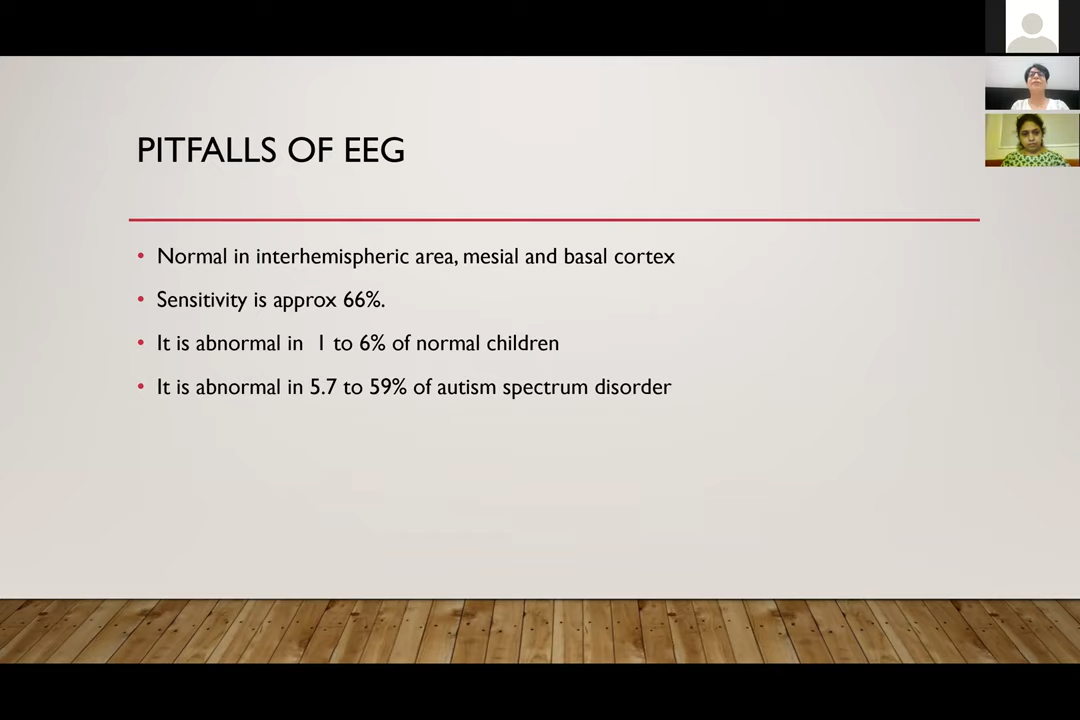 PITFALLS OF EEG
• Normal in interhemispheric area, mesial and basal cortex
• Sensitivity is approx 66%.
• It is abnormal in 1 to 6% of normal children
• It is abnormal in 5.7 to 59% of autism spectrum disorder